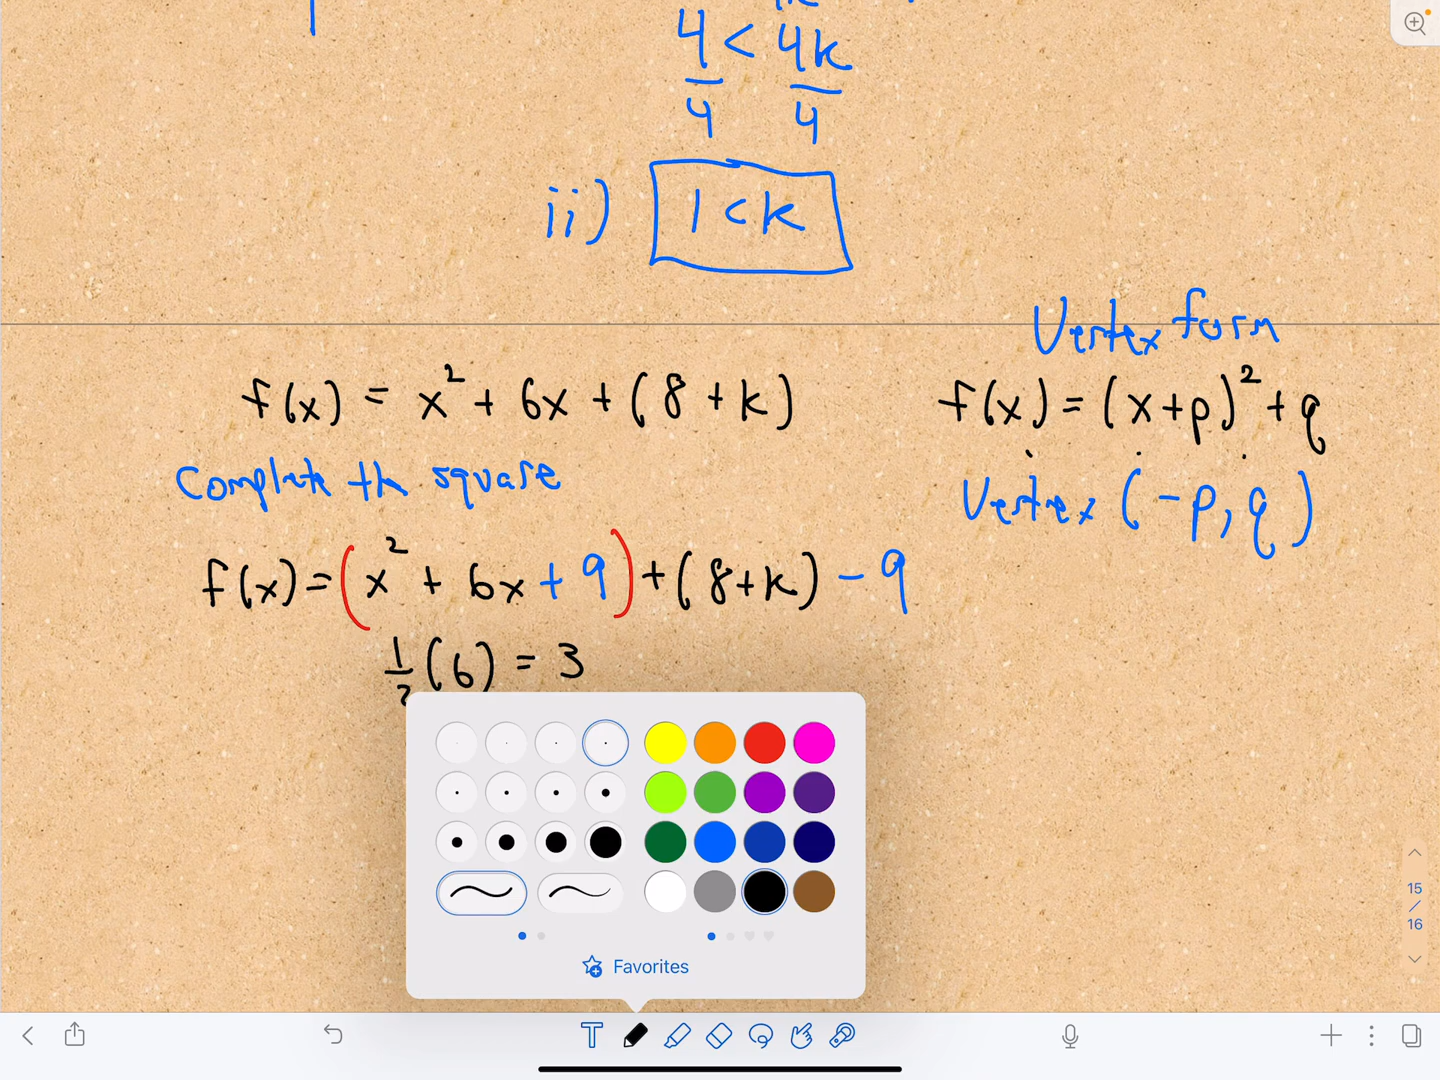 4 < 4k
4 4
ii) 1 < k
Vertex form
f(x) = x² + 6x + (8 + k)
f(x) = (x+p)² + q
Complete the square
Vertex (-p, q)
f(x) = (x² + 6x + 9) + (8+k) - 9
1/2 (6) = 3
15
/
16
Favorites
T